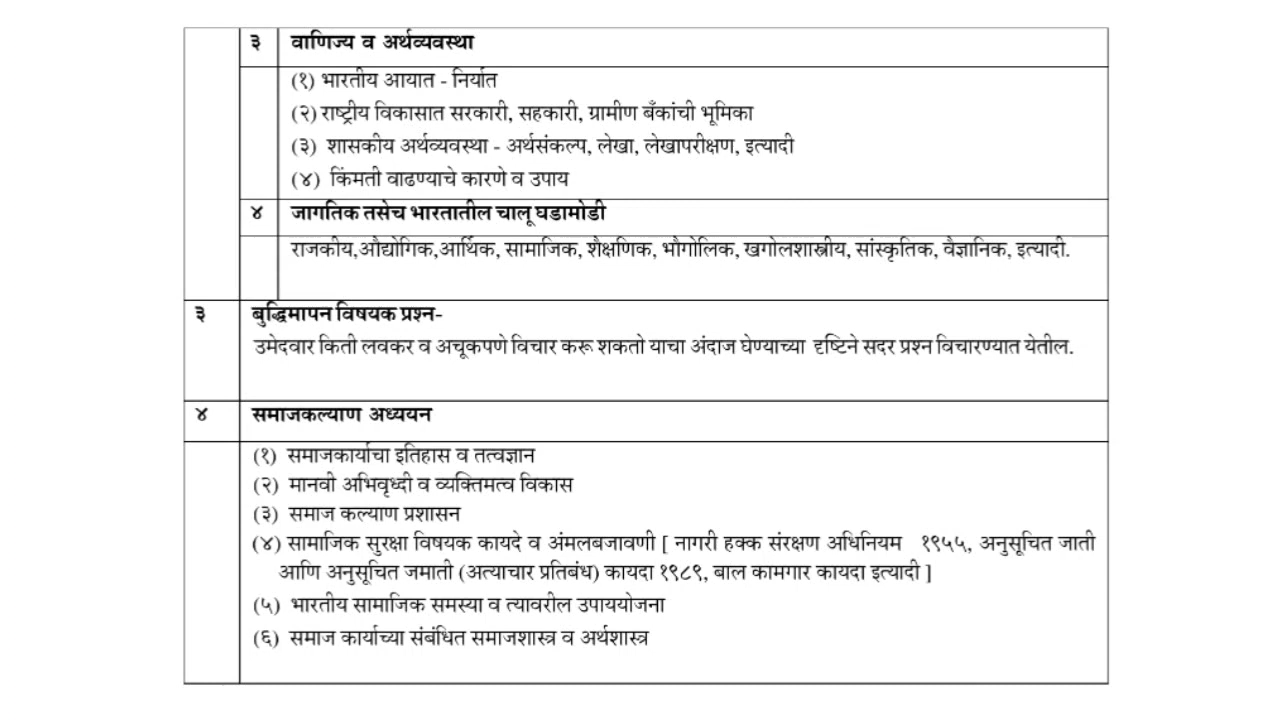 ३ वाणिज्य व अर्थव्यवस्था
(१) भारतीय आयात - निर्यात
(२) राष्ट्रीय विकासात सरकारी, सहकारी, ग्रामीण बँकांची भूमिका
(३) शासकीय अर्थव्यवस्था - अर्थसंकल्प, लेखा, लेखापरीक्षण, इत्यादी
(४) किंमती वाढण्याचे कारणे व उपाय
४ जागतिक तसेच भारतातील चालू घडामोडी
राजकीय,औद्योगिक,आर्थिक, सामाजिक, शैक्षणिक, भौगोलिक, खगोलशास्त्रीय, सांस्कृतिक, वैज्ञानिक, इत्यादी.
३ बुद्धिमापन विषयक प्रश्न-
उमेदवार किती लवकर व अचूकपणे विचार करू शकतो याचा अंदाज घेण्याच्या दृष्टिने सदर प्रश्न विचारण्यात येतील.
४ समाजकल्याण अध्ययन
(१) समाजकार्याचा इतिहास व तत्वज्ञान
(२) मानवी अभिवृध्दी व व्यक्तिमत्व विकास
(३) समाज कल्याण प्रशासन
(४) सामाजिक सुरक्षा विषयक कायदे व अंमलबजावणी [ नागरी हक्क संरक्षण अधिनियम १९५५, अनुसूचित जाती
आणि अनुसूचित जमाती (अत्याचार प्रतिबंध) कायदा १९८९, बाल कामगार कायदा इत्यादी ]
(५) भारतीय सामाजिक समस्या व त्यावरील उपाययोजना
(६) समाज कार्याच्या संबंधित समाजशास्त्र व अर्थशास्त्र